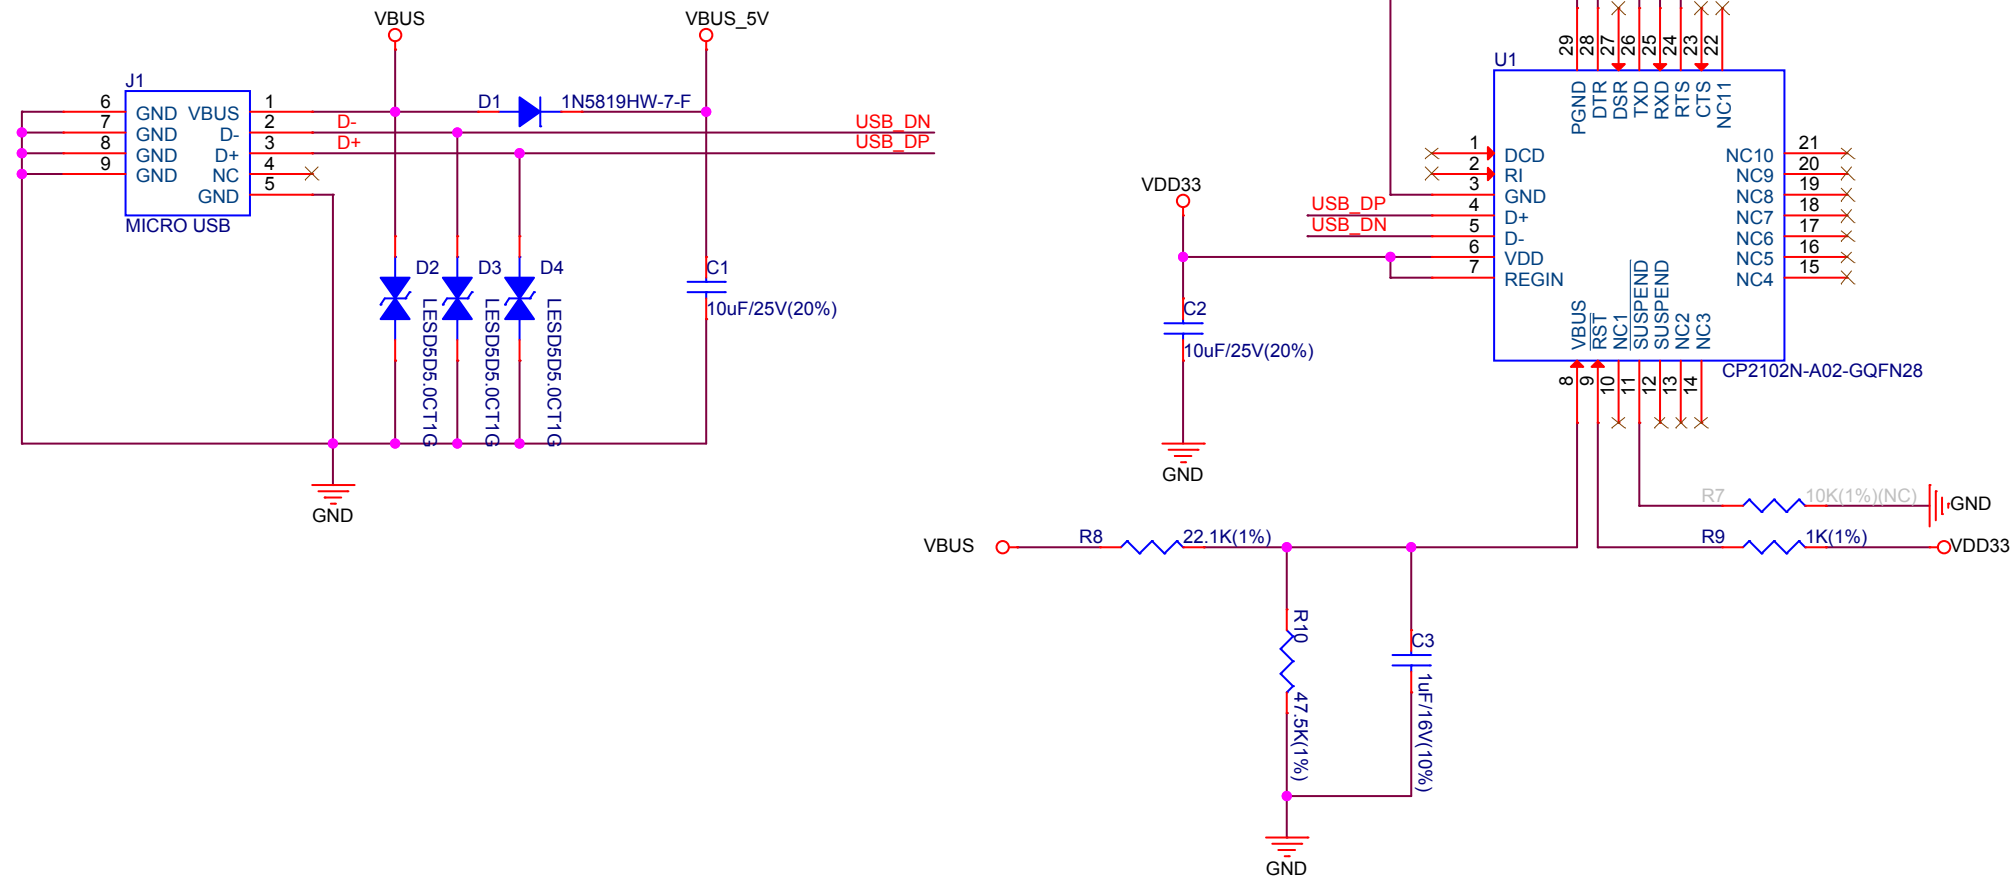 VBUS
VBUS_5V
J1
6 GND VBUS 1
7 GND D- 2
8 GND D+ 3
9 GND NC 4
GND 5
MICRO USB
D-
D+
D1
1N5819HW-7-F
USB_DN
USB_DP
D2
LESD5D5.0CT1G
D3
LESD5D5.0CT1G
D4
LESD5D5.0CT1G
C1
10uF/25V(20%)
GND
VDD33
C2
10uF/25V(20%)
GND
USB_DP
USB_DN
U1
29 28 27 26 25 24 23 22
PGND DTR DSR TXD RXD RTS CTS NC11
1 DCD
2 RI
3 GND
4 D+
5 D-
6 VDD
7 REGIN
NC10 21
NC9 20
NC8 19
NC7 18
NC6 17
NC5 16
NC4 15
VBUS RST NC1 SUSPEND SUSPEND NC2 NC3
8 9 10 11 12 13 14
CP2102N-A02-GQFN28
R7
10K(1%)(NC)
GND
R9
1K(1%)
VDD33
VBUS
R8
22.1K(1%)
R10
47.5K(1%)
C3
1uF/16V(10%)
GND